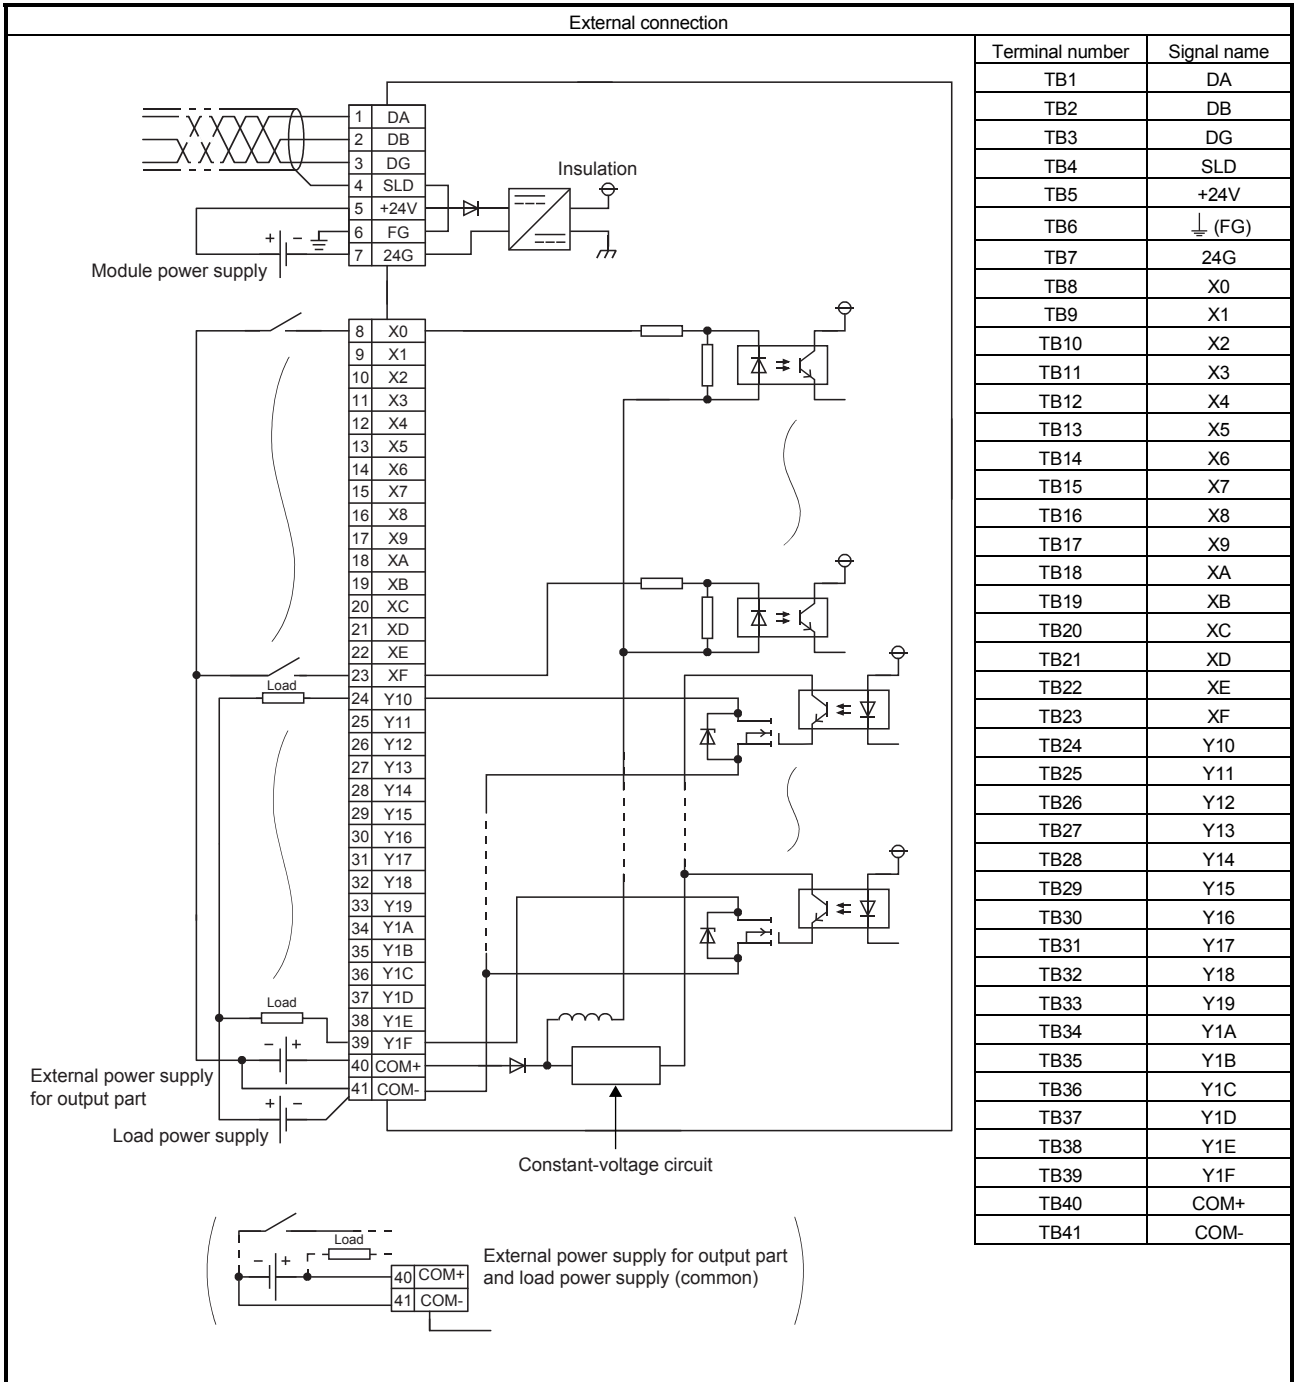 External connection
Terminal number Signal name
TB1 DA
TB2 DB
TB3 DG
TB4 SLD
TB5 +24V
TB6 ⏚ (FG)
TB7 24G
TB8 X0
TB9 X1
TB10 X2
TB11 X3
TB12 X4
TB13 X5
TB14 X6
TB15 X7
TB16 X8
TB17 X9
TB18 XA
TB19 XB
TB20 XC
TB21 XD
TB22 XE
TB23 XF
TB24 Y10
TB25 Y11
TB26 Y12
TB27 Y13
TB28 Y14
TB29 Y15
TB30 Y16
TB31 Y17
TB32 Y18
TB33 Y19
TB34 Y1A
TB35 Y1B
TB36 Y1C
TB37 Y1D
TB38 Y1E
TB39 Y1F
TB40 COM+
TB41 COM-
1 DA
2 DB
3 DG
4 SLD
5 +24V
6 FG
7 24G
Insulation
+ −
Module power supply
8 X0
9 X1
10 X2
11 X3
12 X4
13 X5
14 X6
15 X7
16 X8
17 X9
18 XA
19 XB
20 XC
21 XD
22 XE
23 XF
Load
24 Y10
25 Y11
26 Y12
27 Y13
28 Y14
29 Y15
30 Y16
31 Y17
32 Y18
33 Y19
34 Y1A
35 Y1B
36 Y1C
37 Y1D
Load
38 Y1E
39 Y1F
− +
40 COM+
41 COM-
External power supply
for output part
+ −
Load power supply
Constant-voltage circuit
Load
− +
40 COM+
41 COM-
External power supply for output part
and load power supply (common)